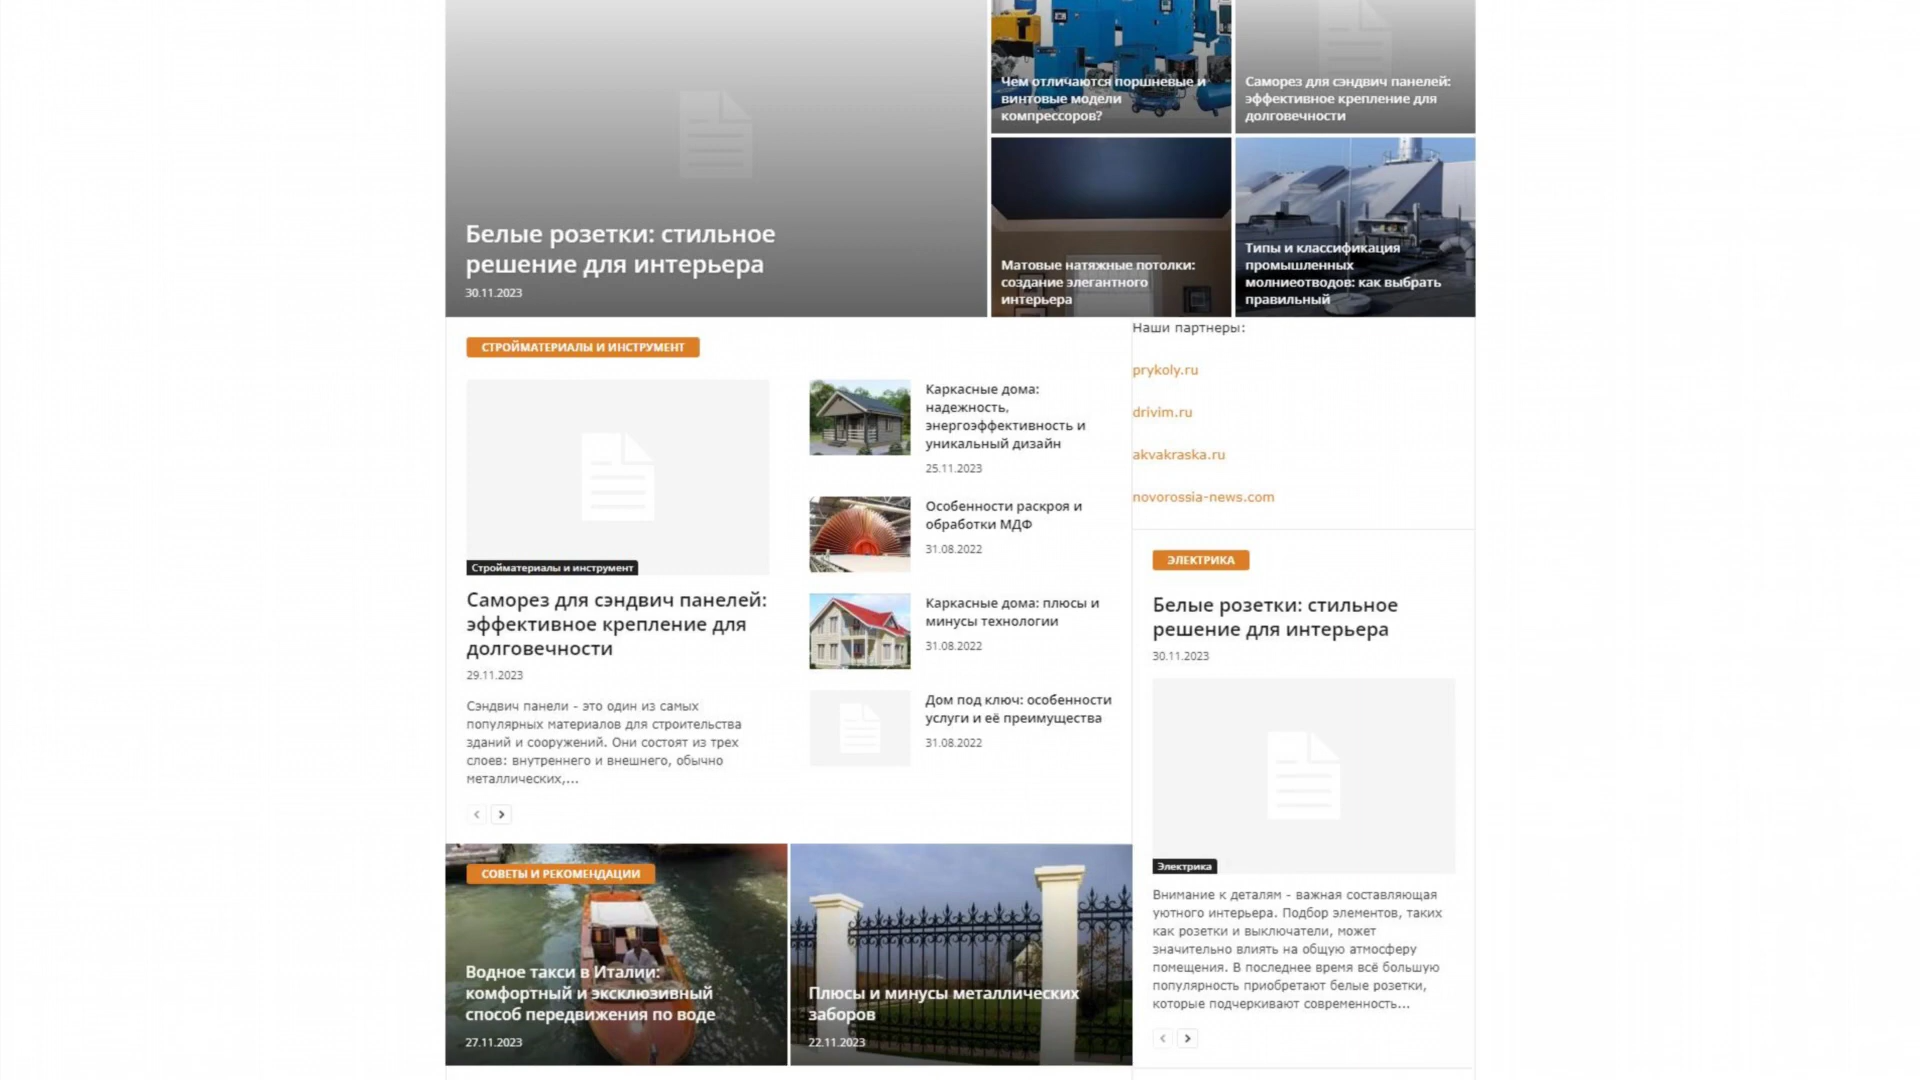 Белые розетки: стильное
решение для интерьера
30.11.2023
Чем отличаются поршневые и
винтовые модели
компрессоров?
Саморез для сэндвич панелей:
эффективное крепление для
долговечности
Матовые натяжные потолки:
создание элегантного
интерьера
Типы и классификация
промышленных
молниеотводов: как выбрать
правильный
СТРОЙМАТЕРИАЛЫ И ИНСТРУМЕНТ
Стройматериалы и инструмент
Саморез для сэндвич панелей:
эффективное крепление для
долговечности
29.11.2023
Сэндвич панели - это один из самых
популярных материалов для строительства
зданий и сооружений. Они состоят из трех
слоев: внутреннего и внешнего, обычно
металлических,...
Каркасные дома:
надежность,
энергоэффективность и
уникальный дизайн
25.11.2023
Особенности раскроя и
обработки МДФ
31.08.2022
Каркасные дома: плюсы и
минусы технологии
31.08.2022
Дом под ключ: особенности
услуги и её преимущества
31.08.2022
СОВЕТЫ И РЕКОМЕНДАЦИИ
Водное такси в Италии:
комфортный и эксклюзивный
способ передвижения по воде
27.11.2023
Плюсы и минусы металлических
заборов
22.11.2023
Наши партнеры:
prykoly.ru
drivim.ru
akvakraska.ru
novorossia-news.com
ЭЛЕКТРИКА
Белые розетки: стильное
решение для интерьера
30.11.2023
Электрика
Внимание к деталям - важная составляющая
уютного интерьера. Подбор элементов, таких
как розетки и выключатели, может
значительно влиять на общую атмосферу
помещения. В последнее время всё большую
популярность приобретают белые розетки,
которые подчеркивают современность...